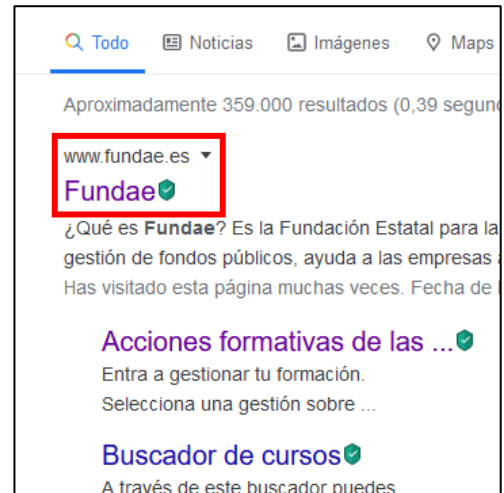 Todo Noticias Imágenes Maps
Aproximadamente 359.000 resultados (0,39 segun
www.fundae.es
Fundae
¿Qué es Fundae? Es la Fundación Estatal para la
gestión de fondos públicos, ayuda a las empresas
Has visitado esta página muchas veces. Fecha de
Acciones formativas de las ...
Entra a gestionar tu formación.
Selecciona una gestión sobre ...
Buscador de cursos
A través de este buscador puedes